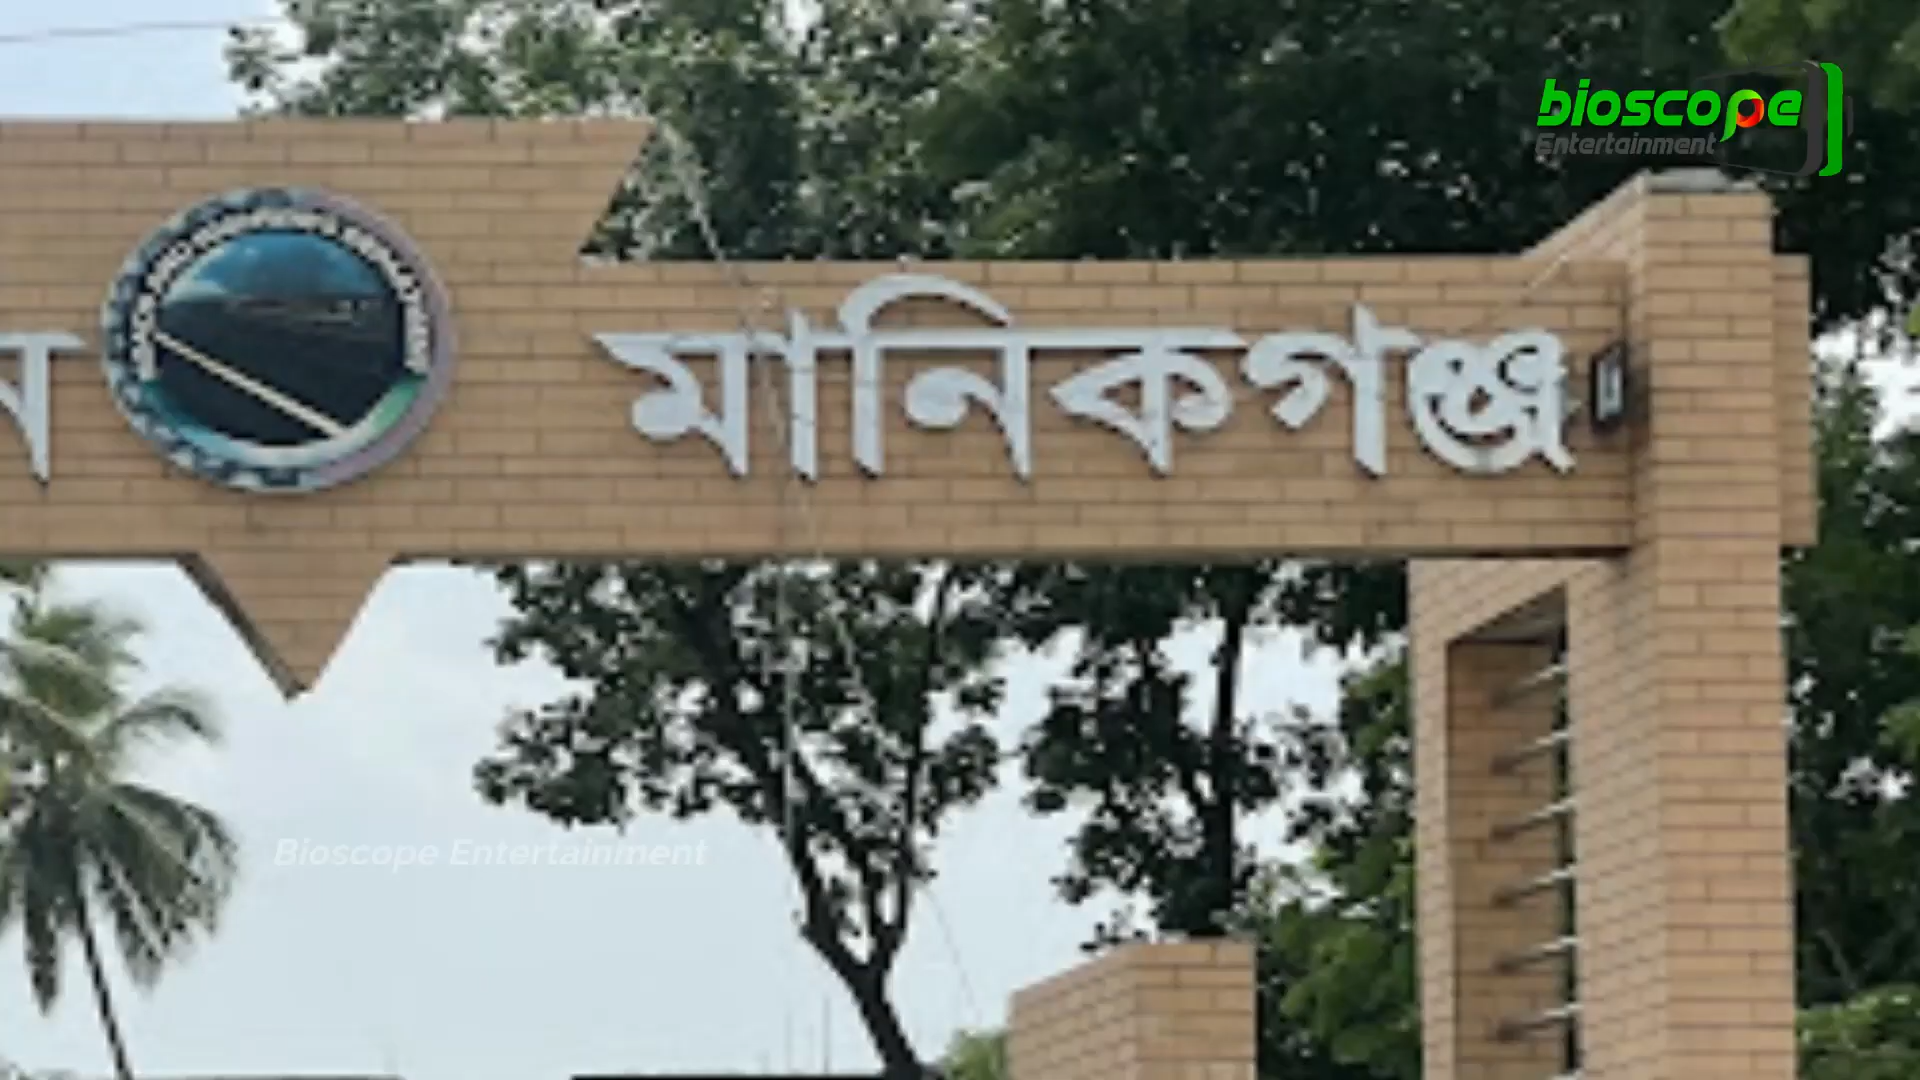 bioscope
Entertainment
ন মানিকগঞ্জ
Bioscope Entertainment